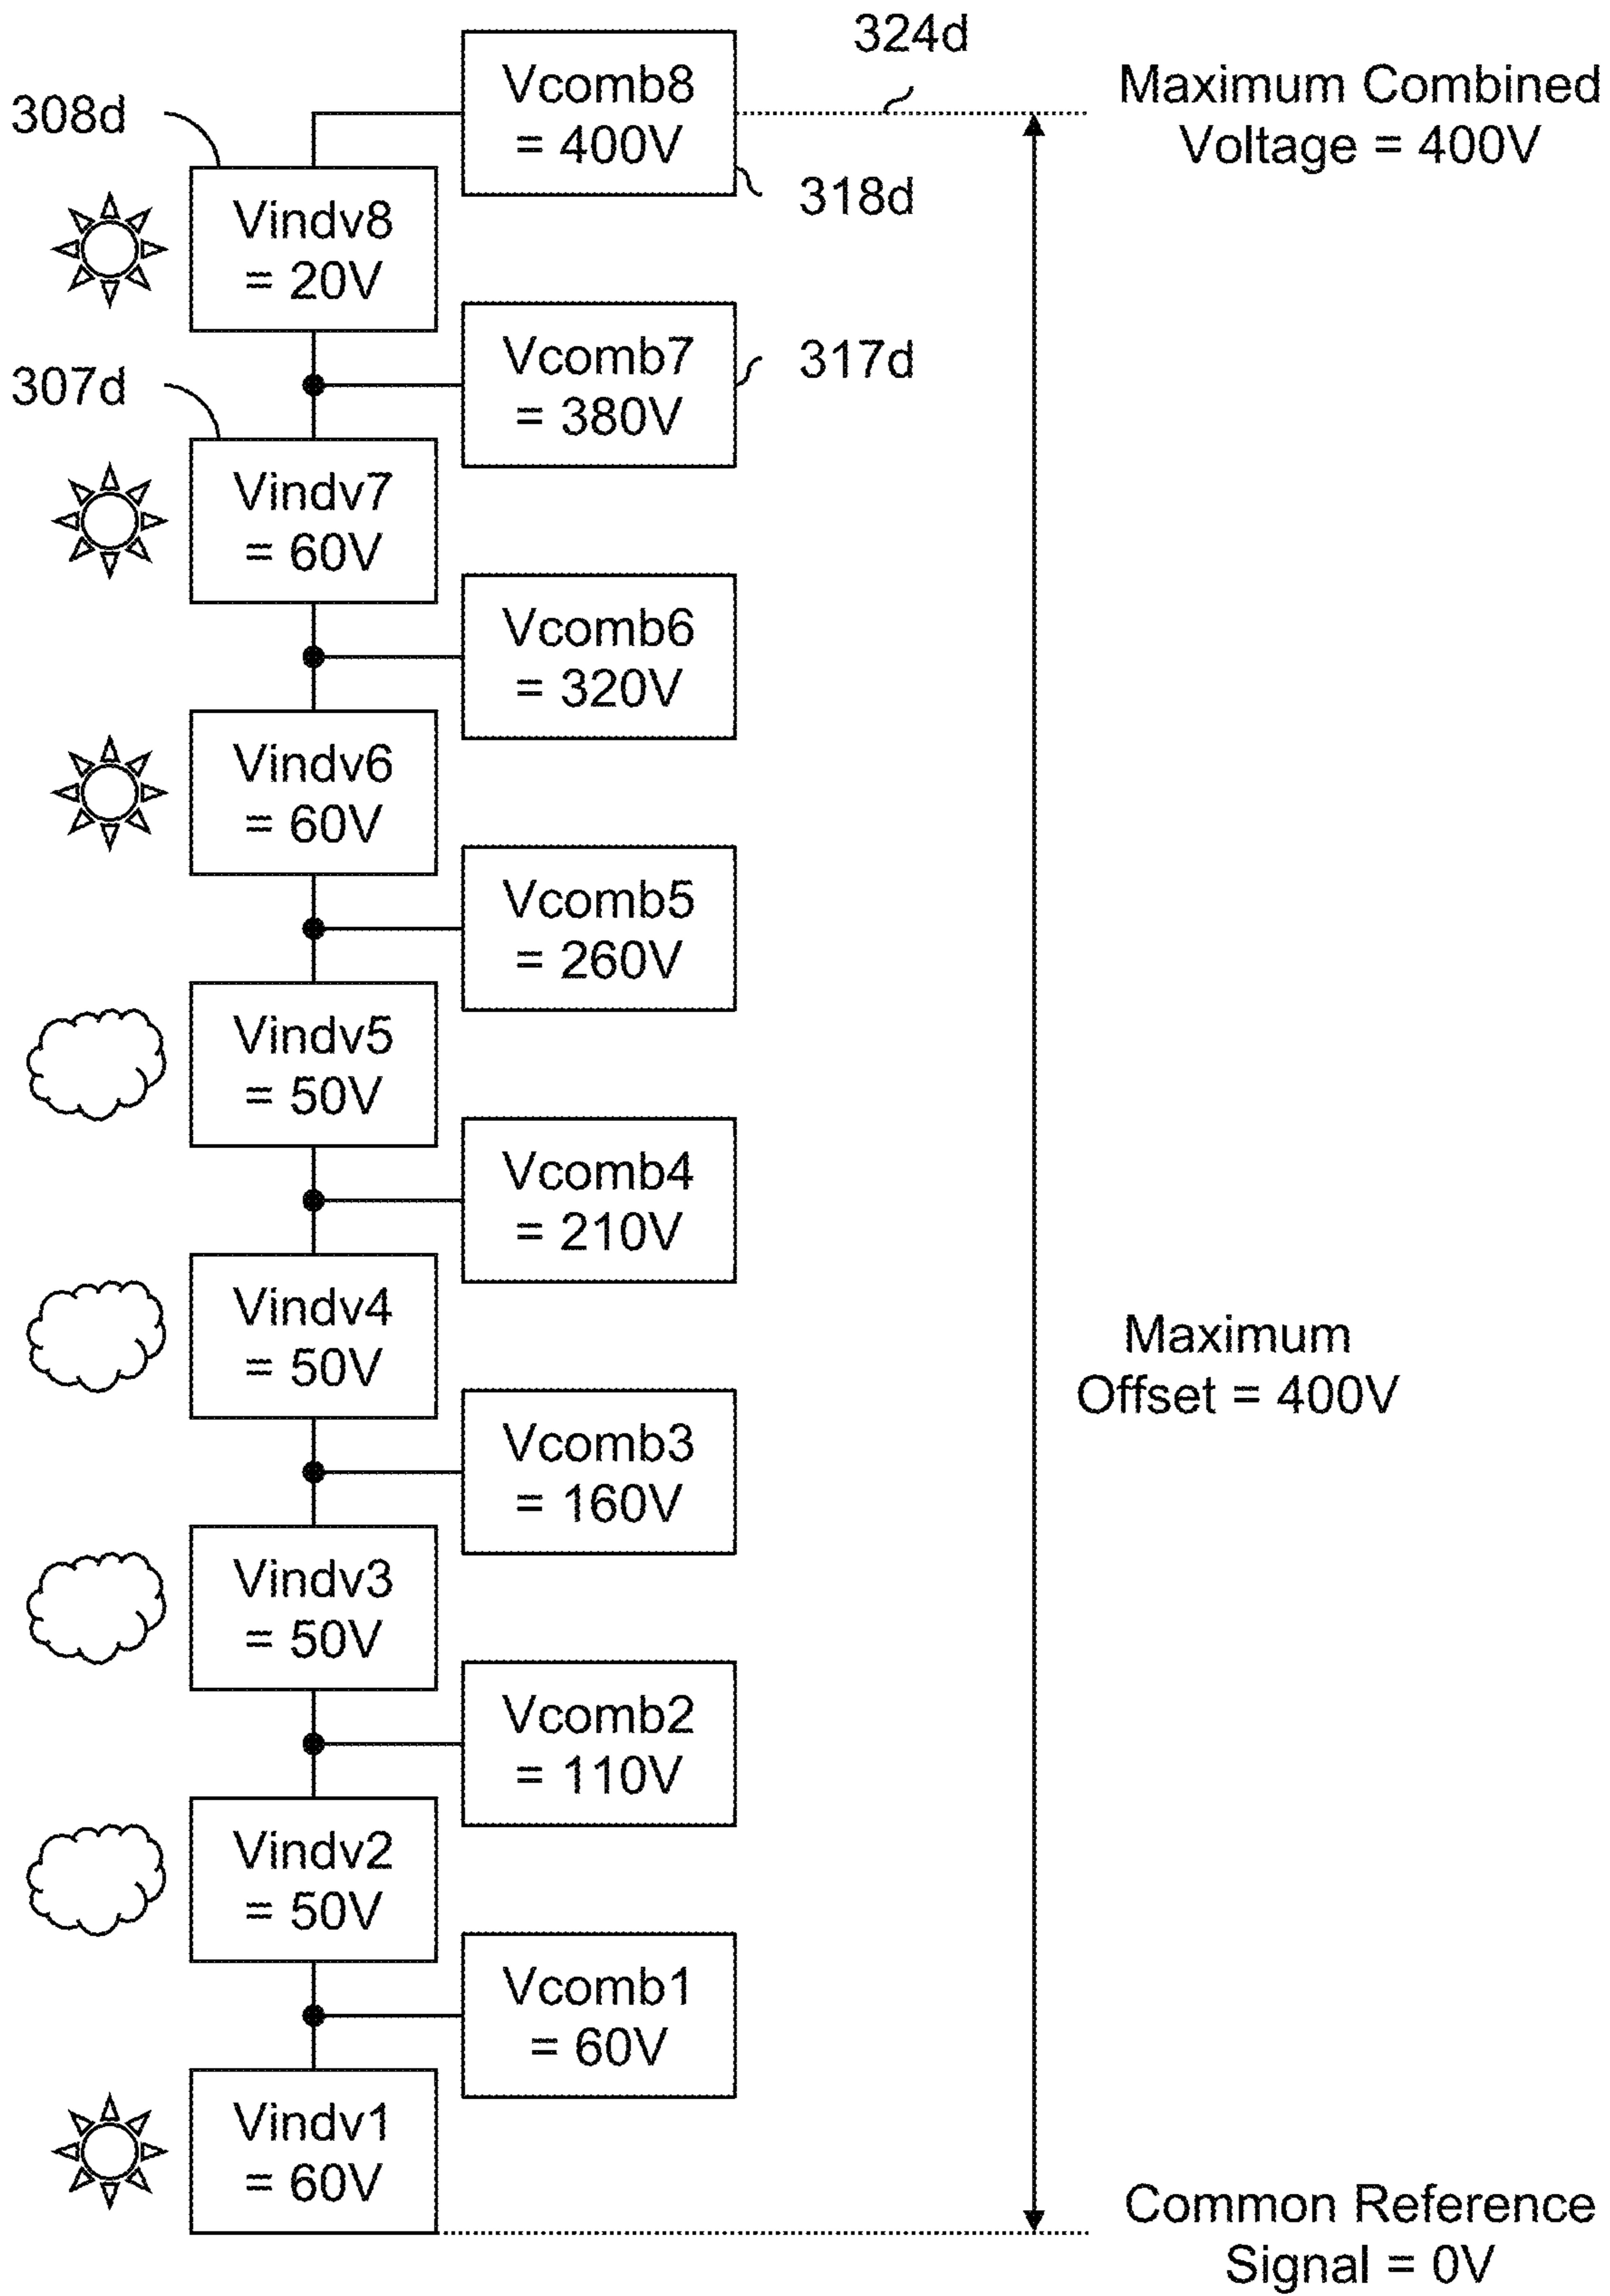 324d
Maximum Combined
Voltage = 400V
Vcomb8
= 400V
308d
318d
Vindv8
= 20V
Vcomb7
= 380V
317d
307d
Vindv7
= 60V
Vcomb6
= 320V
Vindv6
= 60V
Vcomb5
= 260V
Vindv5
= 50V
Vcomb4
= 210V
Vindv4
= 50V
Maximum
Offset = 400V
Vcomb3
= 160V
Vindv3
= 50V
Vcomb2
= 110V
Vindv2
= 50V
Vcomb1
= 60V
Vindv1
= 60V
Common Reference
Signal = 0V